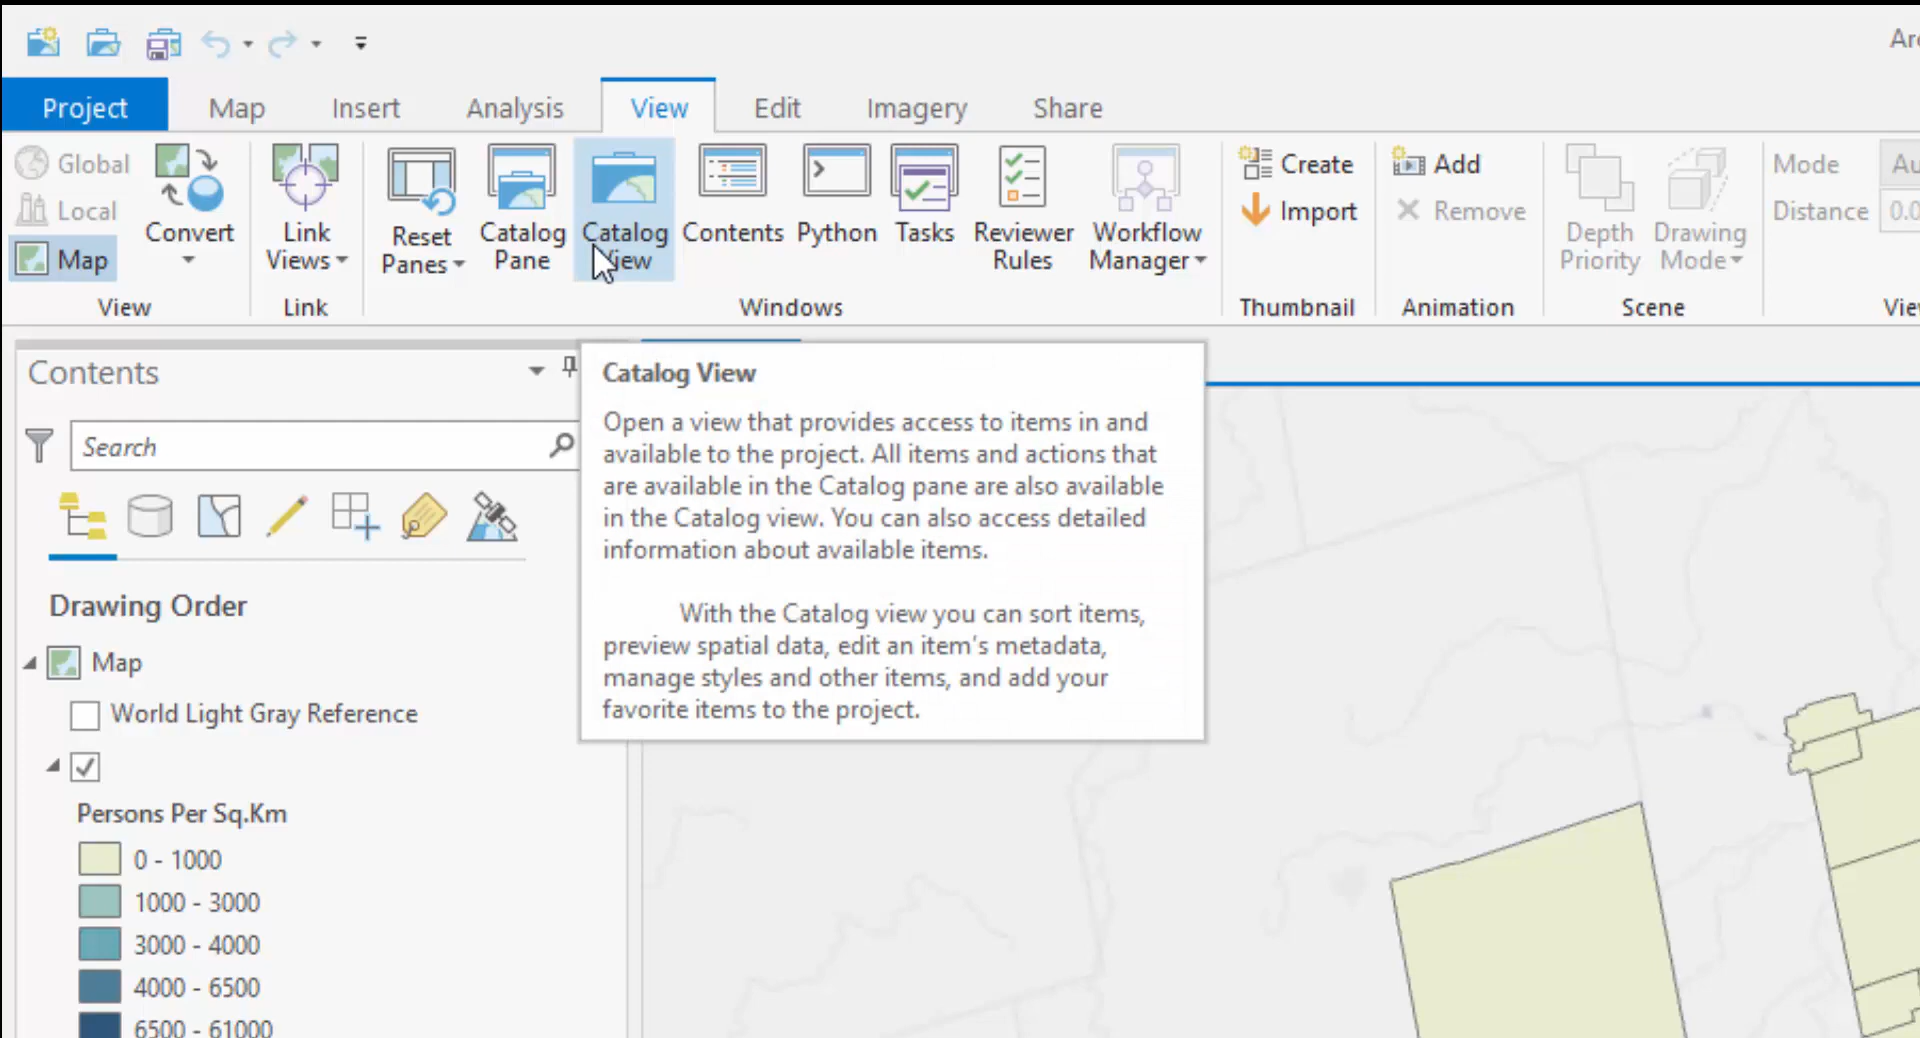 Project
Map
Insert
Analysis
View
Edit
Imagery
Share
Global
Local
Map
Convert
View
Link
Views
Link
Reset
Panes
Catalog
Pane
Catalog
View
Contents
Python
Tasks
Reviewer
Rules
Workflow
Manager
Windows
Create
Import
Thumbnail
Add
Remove
Animation
Depth
Priority
Drawing
Mode
Scene
Mode
Distance
Contents
Search
Drawing Order
Map
World Light Gray Reference
Persons Per Sq.Km
0 - 1000
1000 - 3000
3000 - 4000
4000 - 6500
6500 - 61000
Catalog View
Open a view that provides access to items in and
available to the project. All items and actions that
are available in the Catalog pane are also available
in the Catalog view. You can also access detailed
information about available items.
With the Catalog view you can sort items,
preview spatial data, edit an item's metadata,
manage styles and other items, and add your
favorite items to the project.